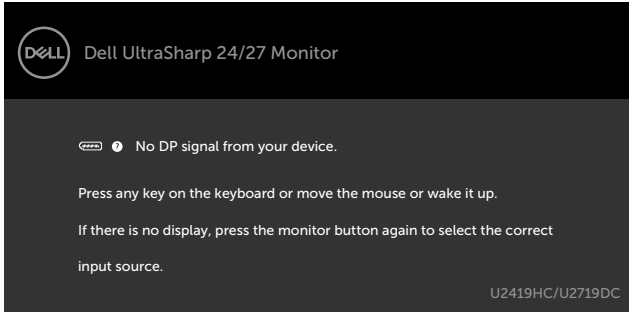 DELL
Dell UltraSharp 24/27 Monitor
? No DP signal from your device.
Press any key on the keyboard or move the mouse or wake it up.
If there is no display, press the monitor button again to select the correct
input source.
U2419HC/U2719DC